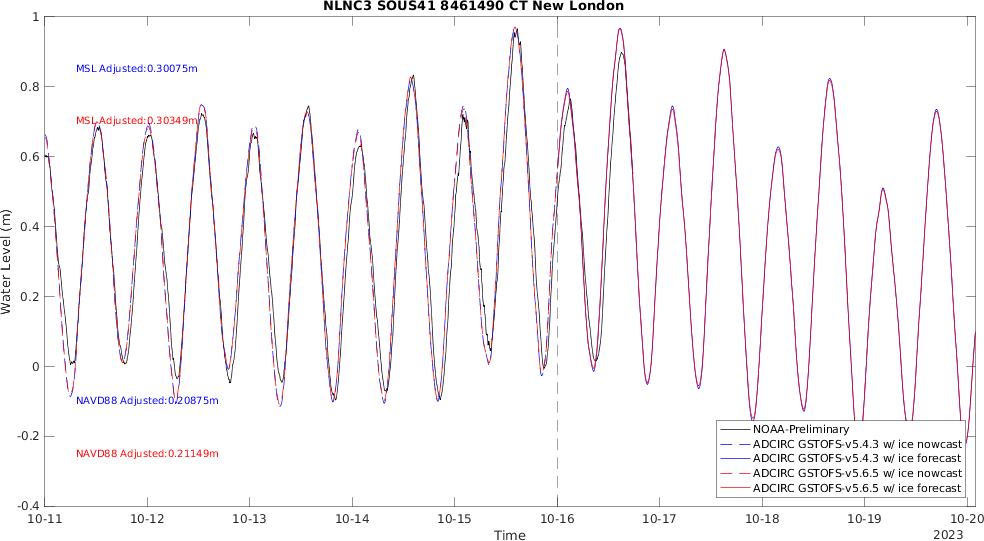 NLNC3 SOUS41 8461490 CT New London
1
0.8
0.6
0.4
0.2
0
-0.2
-0.4
Water Level (m)
MSL Adjusted:0.30075m
MSL Adjusted:0.30349m
NAVD88 Adjusted:0.20875m
NAVD88 Adjusted:0.21149m
NOAA-Preliminary
ADCIRC GSTOFS-v5.4.3 w/ ice nowcast
ADCIRC GSTOFS-v5.4.3 w/ ice forecast
ADCIRC GSTOFS-v5.6.5 w/ ice nowcast
ADCIRC GSTOFS-v5.6.5 w/ ice forecast
10-11 10-12 10-13 10-14 10-15 10-16 10-17 10-18 10-19 10-20
Time
2023